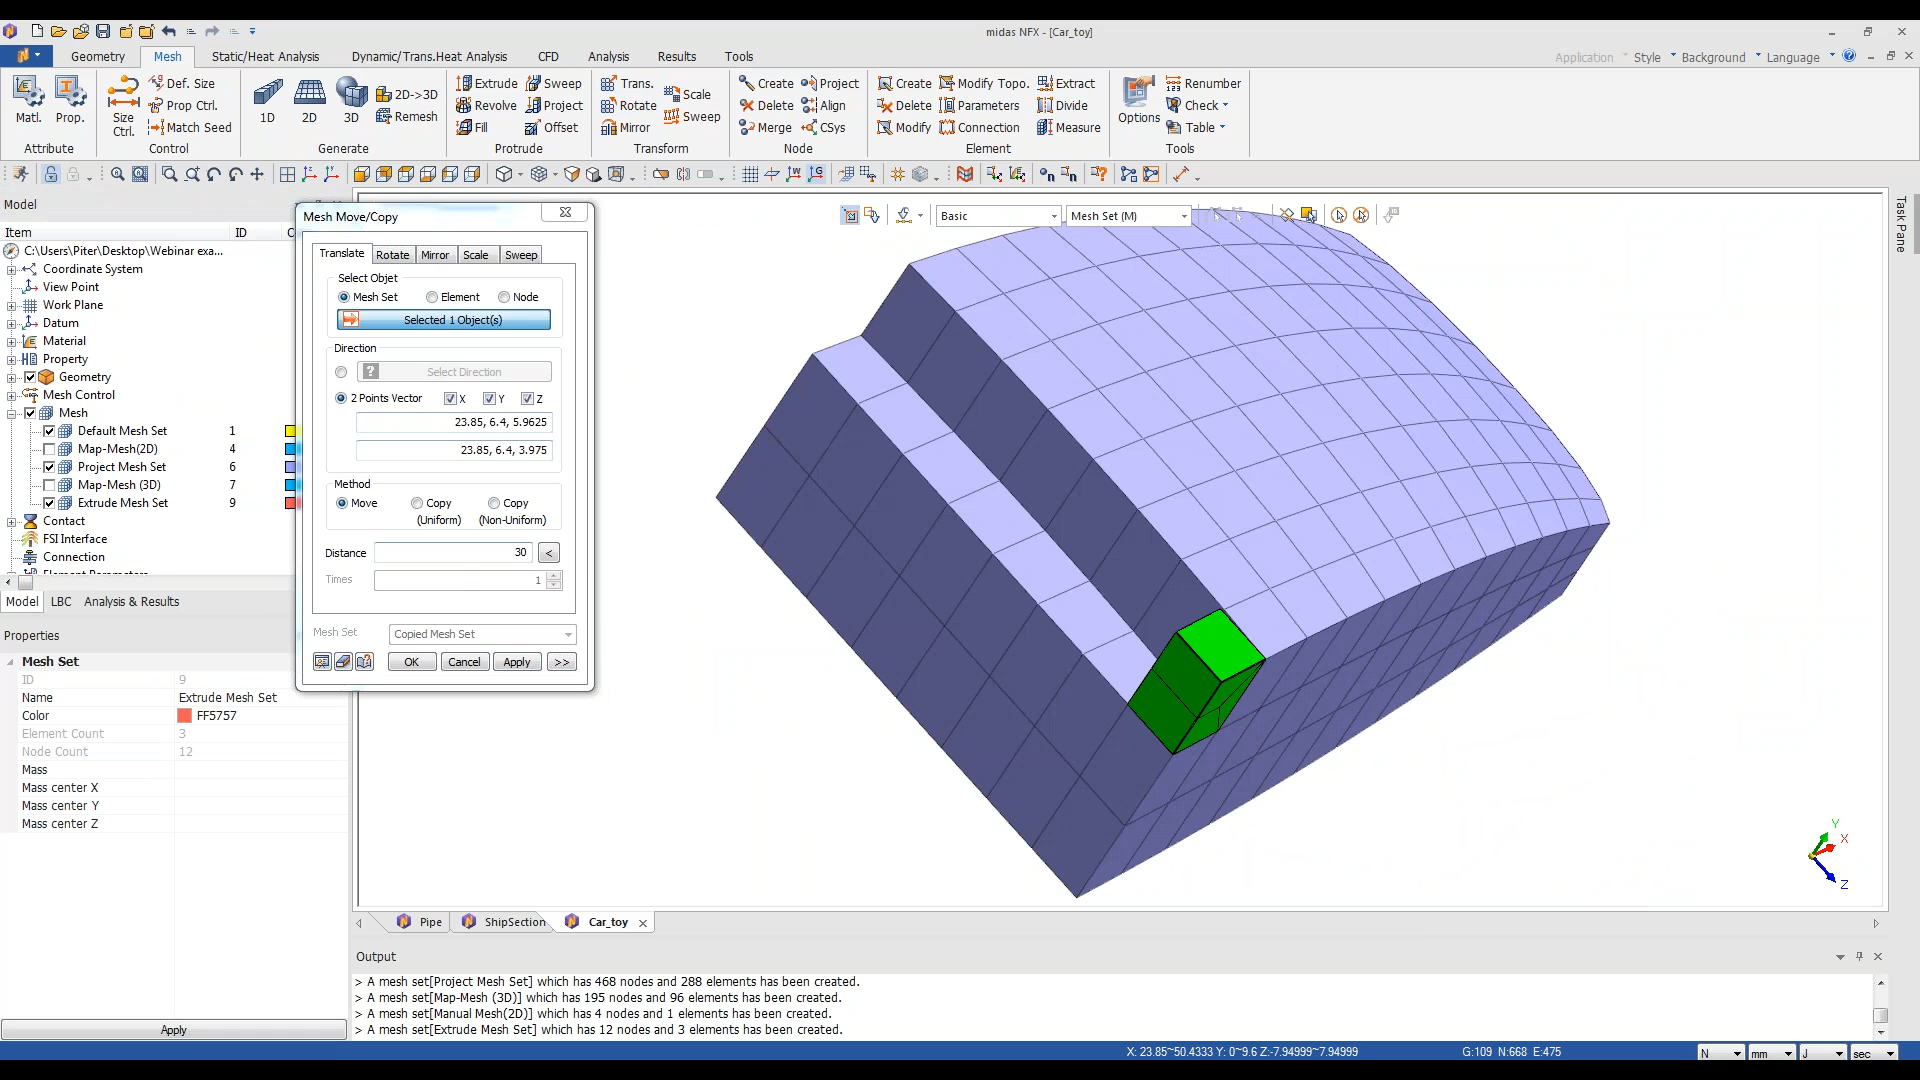 midas NFX - [Car_toy]
Geometry Mesh Static/Heat Analysis Dynamic/Trans.Heat Analysis CFD Analysis Results Tools
Application Style Background Language
Matl. Prop. Size Ctrl. Def. Size Prop Ctrl. Match Seed
1D 2D 3D 2D->3D Remesh
Extrude Sweep Revolve Project Fill Offset
Trans. Rotate Mirror Scale Sweep
Create Project Delete Align Merge CSys
Create Modify Topo. Extract Delete Parameters Divide Modify Connection Measure
Options Renumber Check Table
Attribute Control Generate Protrude Transform Node Element Tools
Model
Item ID C
C:\Users\Piter\Desktop\Webinar exa...
Coordinate System
View Point
Work Plane
Datum
Material
Property
Geometry
Mesh Control
Mesh
Default Mesh Set 1
Map-Mesh(2D) 4
Project Mesh Set 6
Map-Mesh (3D) 7
Extrude Mesh Set 9
Contact
FSI Interface
Connection
Model LBC Analysis & Results
Properties
Mesh Set
ID 9
Name Extrude Mesh Set
Color FF5757
Element Count 3
Node Count 12
Mass
Mass center X
Mass center Y
Mass center Z
Apply
Mesh Move/Copy
Translate Rotate Mirror Scale Sweep
Select Objet
Mesh Set Element Node
Selected 1 Object(s)
Direction
Select Direction
2 Points Vector X Y Z
23.85, 6.4, 5.9625
23.85, 6.4, 3.975
Method
Move Copy (Uniform) Copy (Non-Uniform)
Distance 30 <
Times 1
Mesh Set Copied Mesh Set
OK Cancel Apply >>
Basic Mesh Set (M)
Task Pane
Y
X
Z
Pipe ShipSection Car_toy
Output
> A mesh set[Project Mesh Set] which has 468 nodes and 288 elements has been created.
> A mesh set[Map-Mesh (3D)] which has 195 nodes and 96 elements has been created.
> A mesh set[Manual Mesh(2D)] which has 4 nodes and 1 elements has been created.
> A mesh set[Extrude Mesh Set] which has 12 nodes and 3 elements has been created.
X: 23.85~50.4333 Y: 0~9.6 Z:-7.94999~7.94999 G:109 N:668 E:475 N mm J sec